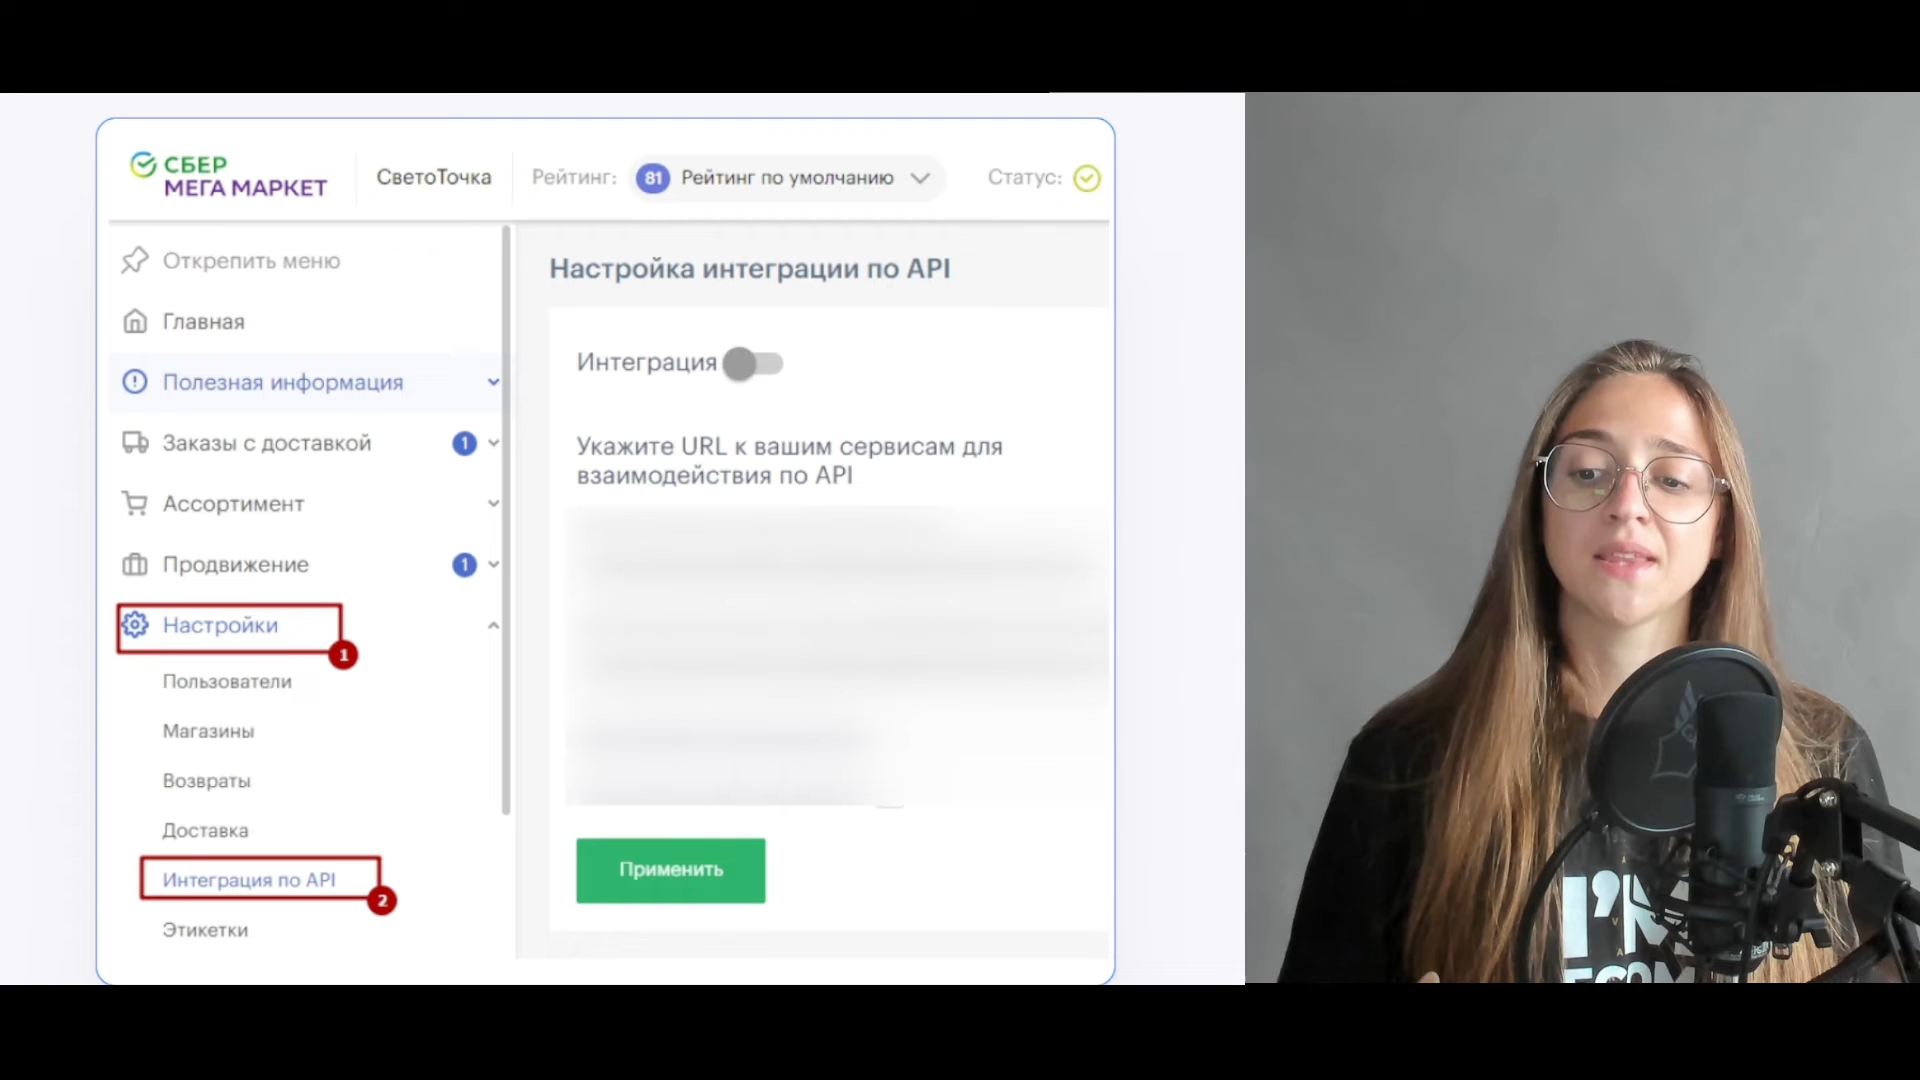 СБЕР
МЕГА МАРКЕТ
СветоТочка
Рейтинг:
81
Рейтинг по умолчанию
Статус:
Открепить меню
Главная
Полезная информация
Заказы с доставкой
1
Ассортимент
Продвижение
1
Настройки
1
Пользователи
Магазины
Возвраты
Доставка
Интеграция по API
2
Этикетки
Настройка интеграции по API
Интеграция
Укажите URL к вашим сервисам для
взаимодействия по API
Применить
I'M